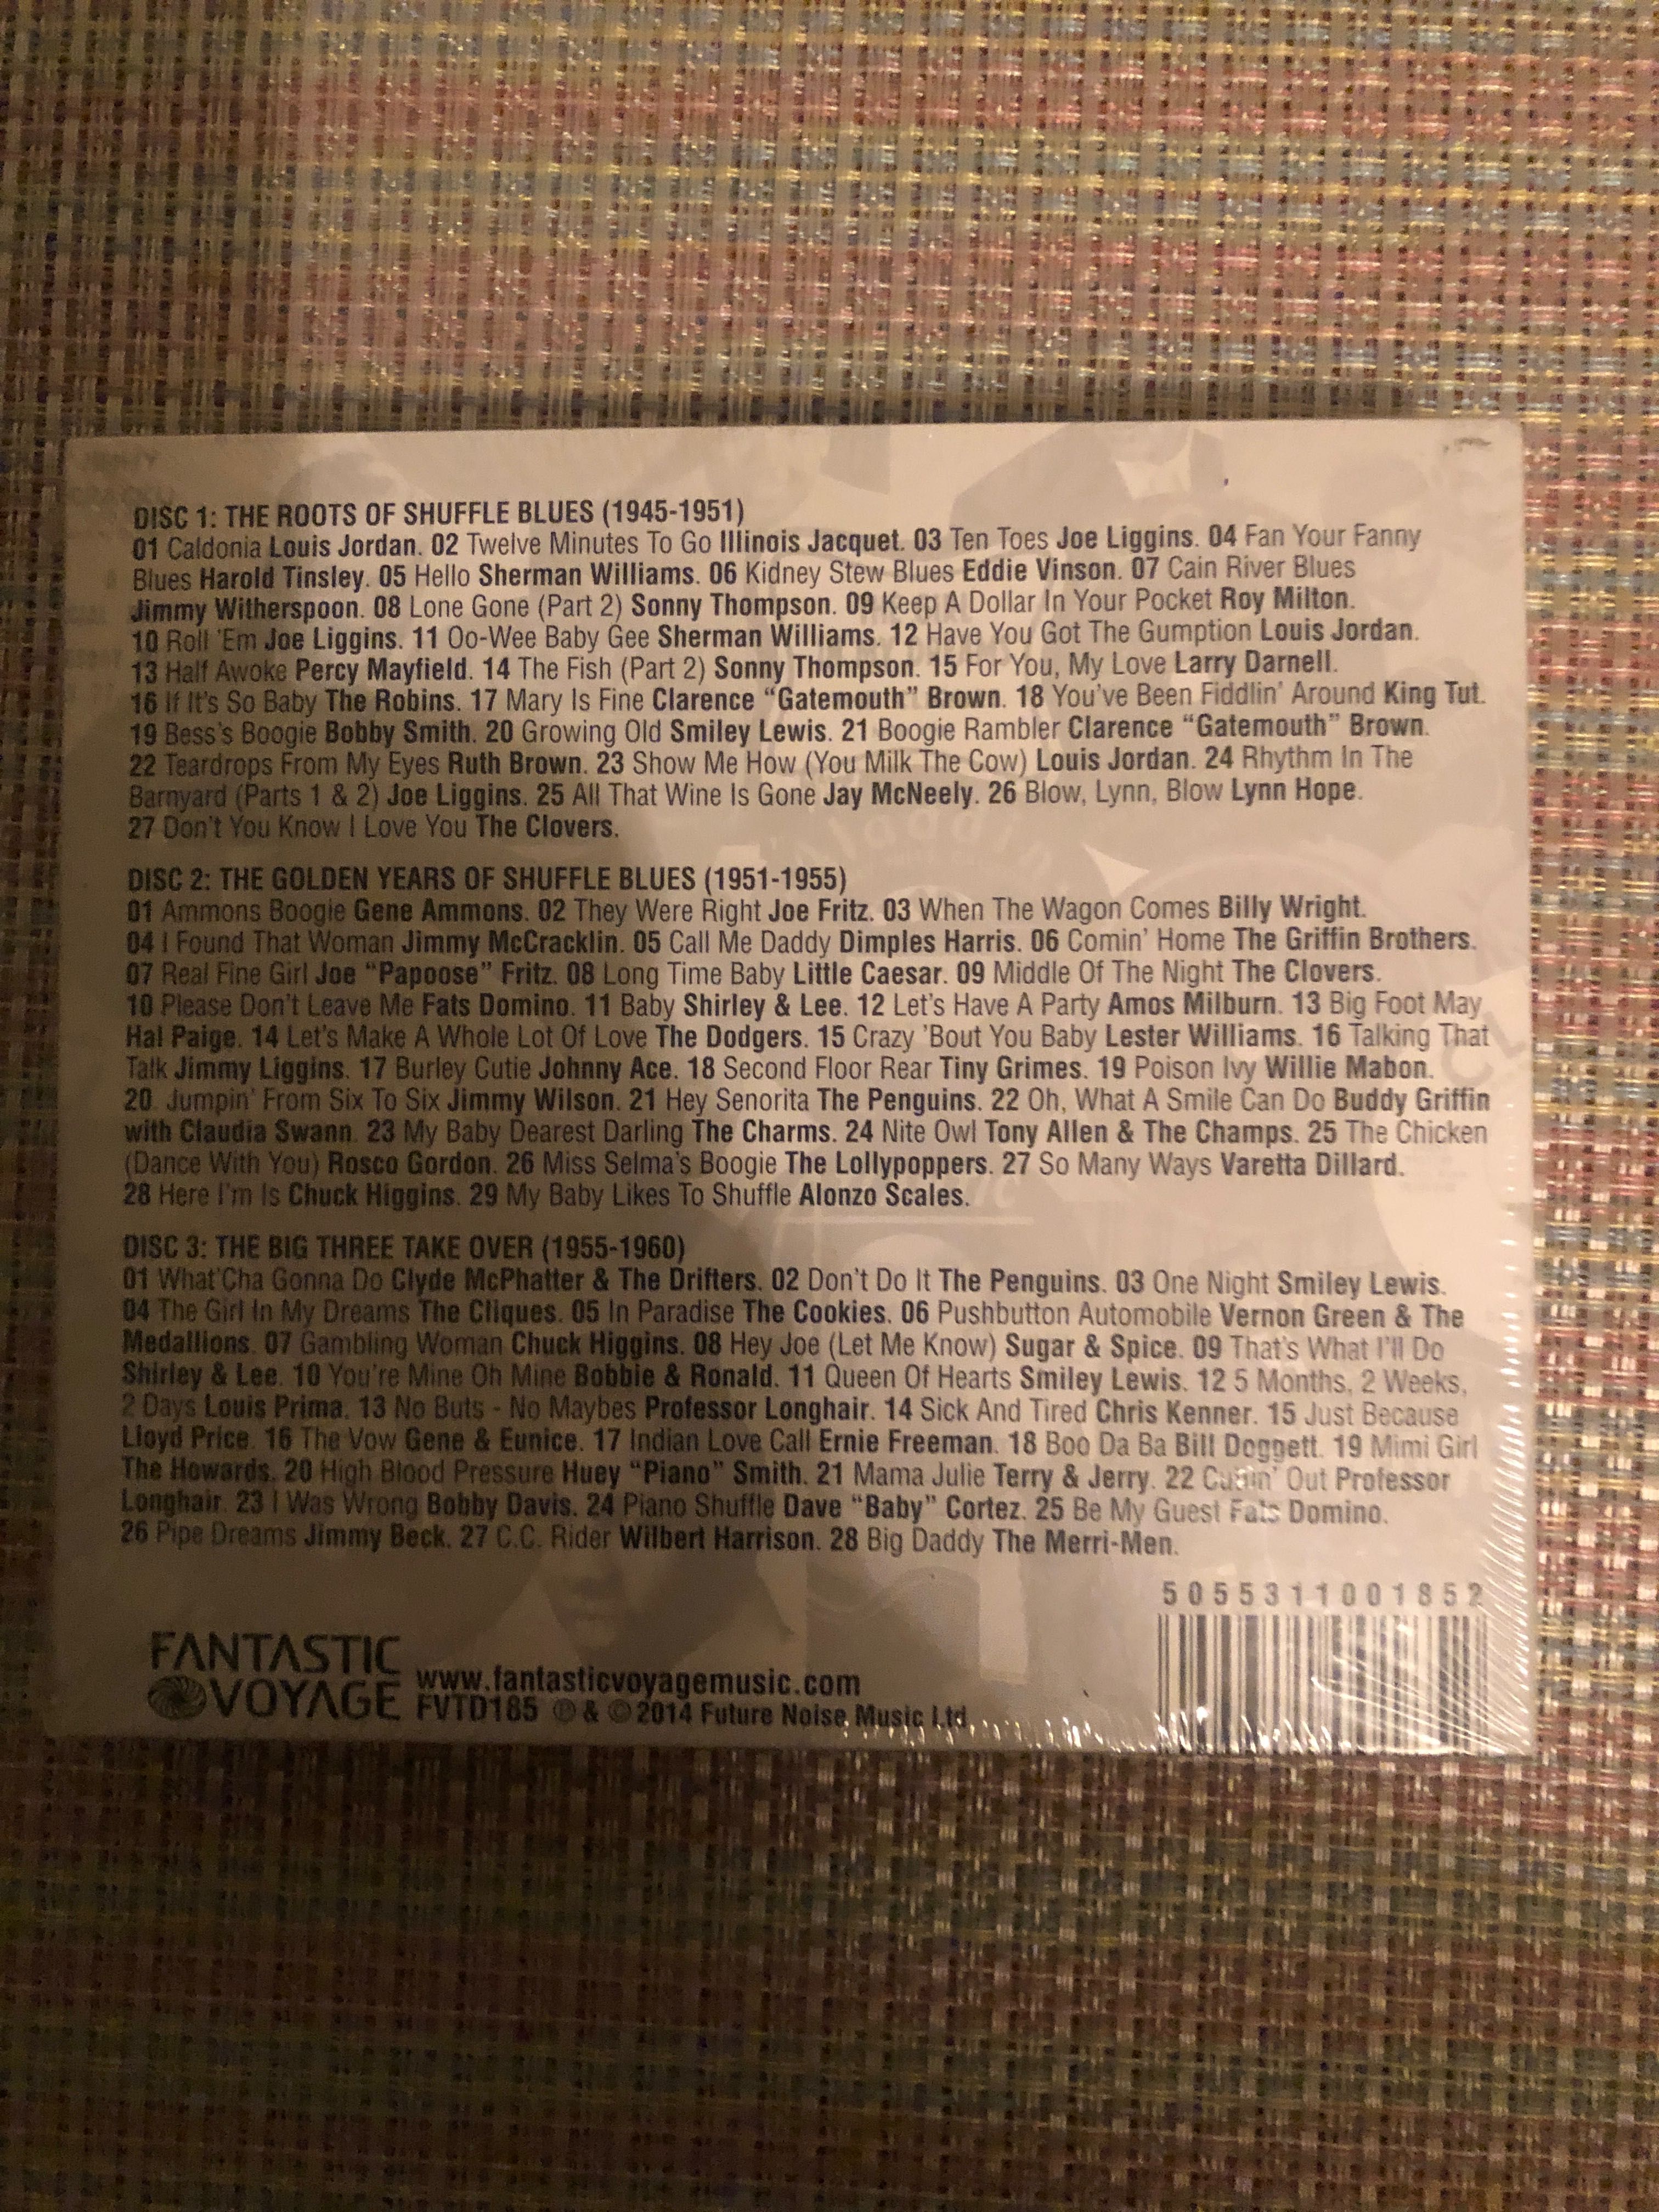 DISC 1: THE ROOTS OF SHUFFLE BLUES (1945-1951)
01 Caldonia Louis Jordan. 02 Twelve Minutes To Go Illinois Jacquet. 03 Ten Toes Joe Liggins. 04 Fan Your Fanny
Blues Harold Tinsley. 05 Hello Sherman Williams. 06 Kidney Stew Blues Eddie Vinson. 07 Cain River Blues
Jimmy Witherspoon. 08 Lone Gone (Part 2) Sonny Thompson. 09 Keep A Dollar In Your Pocket Roy Milton.
10 Roll 'Em Joe Liggins. 11 Oo-Wee Baby Gee Sherman Williams. 12 Have You Got The Gumption Louis Jordan.
13 Half Awoke Percy Mayfield. 14 The Fish (Part 2) Sonny Thompson. 15 For You, My Love Larry Darnell.
16 If It's So Baby The Robins. 17 Mary Is Fine Clarence “Gatemouth” Brown. 18 You've Been Fiddlin' Around King Tut.
19 Bess's Boogie Bobby Smith. 20 Growing Old Smiley Lewis. 21 Boogie Rambler Clarence “Gatemouth” Brown.
22 Teardrops From My Eyes Ruth Brown. 23 Show Me How (You Milk The Cow) Louis Jordan. 24 Rhythm In The
Barnyard (Parts 1 & 2) Joe Liggins. 25 All That Wine Is Gone Jay McNeely. 26 Blow, Lynn, Blow Lynn Hope.
27 Don't You Know I Love You The Clovers.
DISC 2: THE GOLDEN YEARS OF SHUFFLE BLUES (1951-1955)
01 Ammons Boogie Gene Ammons. 02 They Were Right Joe Fritz. 03 When The Wagon Comes Billy Wright.
04 I Found That Woman Jimmy McCracklin. 05 Call Me Daddy Dimples Harris. 06 Comin' Home The Griffin Brothers.
07 Real Fine Girl Joe “Papoose” Fritz. 08 Long Time Baby Little Caesar. 09 Middle Of The Night The Clovers.
10 Please Don't Leave Me Fats Domino. 11 Baby Shirley & Lee. 12 Let's Have A Party Amos Milburn. 13 Big Foot May
Hal Paige. 14 Let's Make A Whole Lot Of Love The Dodgers. 15 Crazy 'Bout You Baby Lester Williams. 16 Talking That
Talk Jimmy Liggins. 17 Burley Cutie Johnny Ace. 18 Second Floor Rear Tiny Grimes. 19 Poison Ivy Willie Mabon.
20. Jumpin' From Six To Six Jimmy Wilson. 21 Hey Senorita The Penguins. 22 Oh, What A Smile Can Do Buddy Griffin
with Claudia Swann. 23 My Baby Dearest Darling The Charms. 24 Nite Owl Tony Allen & The Champs. 25 The Chicken
(Dance With You) Rosco Gordon. 26 Miss Selma's Boogie The Lollypoppers. 27 So Many Ways Varetta Dillard.
28 Here I'm Is Chuck Higgins. 29 My Baby Likes To Shuffle Alonzo Scales.
DISC 3: THE BIG THREE TAKE OVER (1955-1960)
01 What'Cha Gonna Do Clyde McPhatter & The Drifters. 02 Don't Do It The Penguins. 03 One Night Smiley Lewis.
04 The Girl In My Dreams The Cliques. 05 In Paradise The Cookies. 06 Pushbutton Automobile Vernon Green & The
Medallions. 07 Gambling Woman Chuck Higgins. 08 Hey Joe (Let Me Know) Sugar & Spice. 09 That's What I'll Do
Shirley & Lee. 10 You're Mine Oh Mine Bobbie & Ronald. 11 Queen Of Hearts Smiley Lewis. 12 5 Months, 2 Weeks,
2 Days Louis Prima. 13 No Buts - No Maybes Professor Longhair. 14 Sick And Tired Chris Kenner. 15 Just Because
Lloyd Price. 16 The Vow Gene & Eunice. 17 Indian Love Call Ernie Freeman. 18 Boo Da Ba Bill Doggett. 19 Mimi Girl
The Howards. 20 High Blood Pressure Huey “Piano” Smith. 21 Mama Julie Terry & Jerry. 22 Out Professor
Longhair. 23 I Was Wrong Bobby Davis. 24 Piano Shuffle Dave “Baby” Cortez. 25 Be My Guest Fats Domino.
26 Pipe Dreams Jimmy Beck. 27 C.C. Rider Wilbert Harrison. 28 Big Daddy The Merri-Men.
5055311001852
FANTASTIC
VOYAGE
www.fantasticvoyagemusic.com
FVTD185 ℗ & © 2014 Future Noise Music Ltd